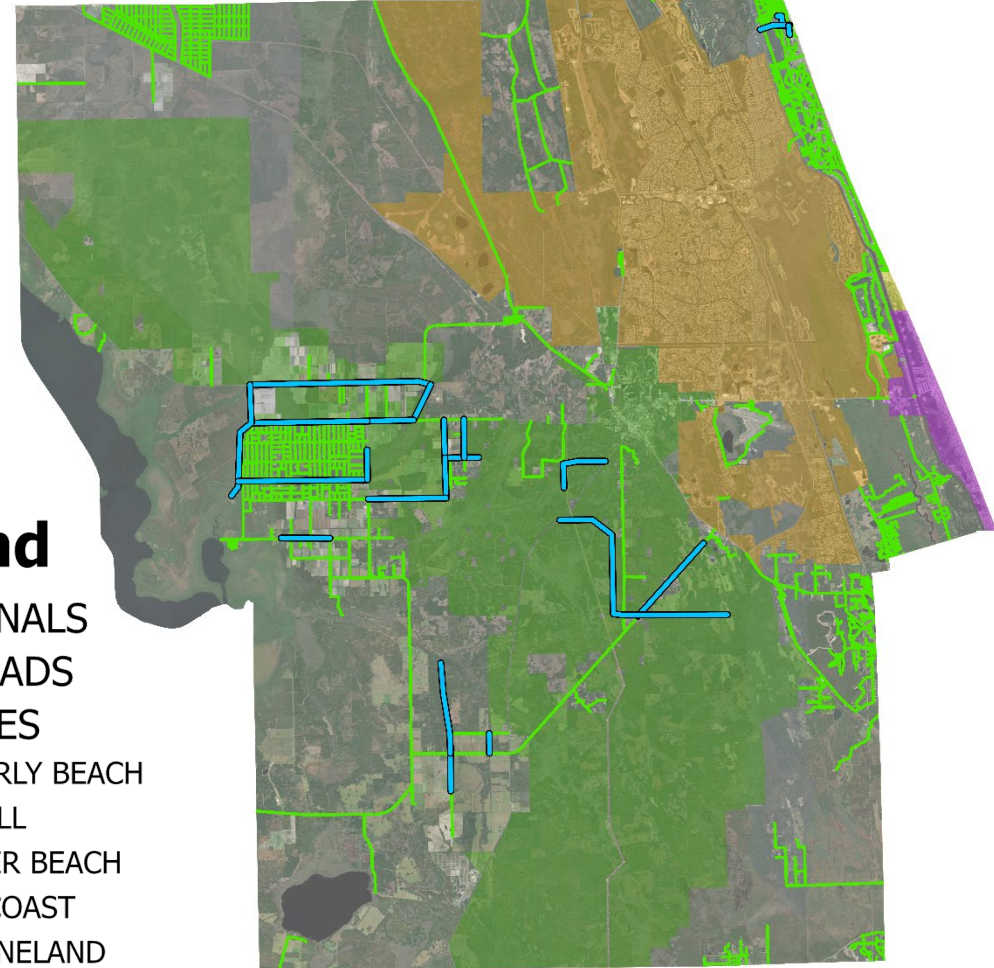 nd
NALS
ADS
ES
RLY BEACH
LL
ER BEACH
COAST
NELAND